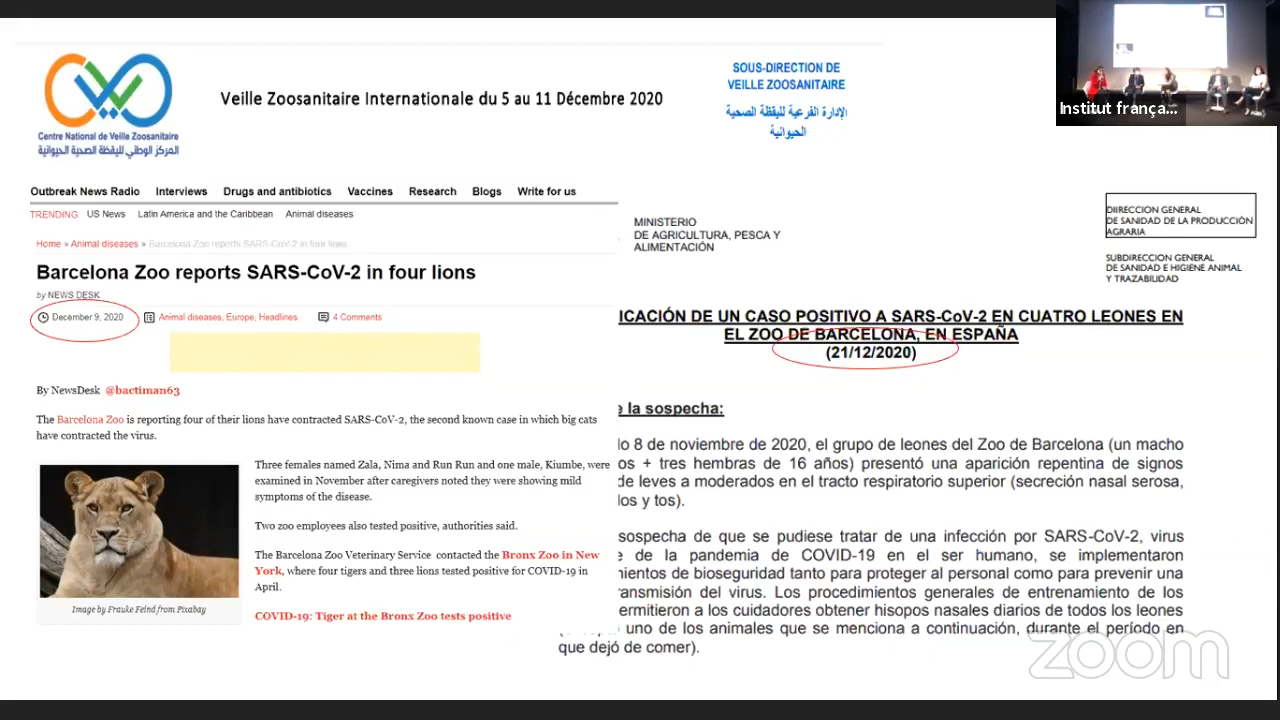 Centre National de Veille Zoosanitaire
المركز الوطني لليقظة الصحية الحيوانية
Veille Zoosanitaire Internationale du 5 au 11 Décembre 2020
SOUS-DIRECTION DE
VEILLE ZOOSANITAIRE
الإدارة الفرعية لليقظة الصحية
الحيوانية
Institut frança...
Outbreak News Radio Interviews Drugs and antibiotics Vaccines Research Blogs Write for us
TRENDING US News Latin America and the Caribbean Animal diseases
Home » Animal diseases » Barcelona Zoo reports SARS-CoV-2 in four lions
Barcelona Zoo reports SARS-CoV-2 in four lions
by NEWS DESK
December 9, 2020 Animal diseases, Europe, Headlines 4 Comments
By NewsDesk @bactiman63
The Barcelona Zoo is reporting four of their lions have contracted SARS-CoV-2, the second known case in which big cats
have contracted the virus.
Three females named Zala, Nima and Run Run and one male, Kiumbe, were
examined in November after caregivers noted they were showing mild
symptoms of the disease.
Two zoo employees also tested positive, authorities said.
The Barcelona Zoo Veterinary Service contacted the Bronx Zoo in New
York, where four tigers and three lions tested positive for COVID-19 in
April.
COVID-19: Tiger at the Bronx Zoo tests positive
Image by Frauke Feind from Pixabay
MINISTERIO
DE AGRICULTURA, PESCA Y
ALIMENTACIÓN
DIIRECCION GENERAL
DE SANIDAD DE LA PRODUCCIÓN
AGRARIA
SUBDIRECCION GENERAL
DE SANIDAD E HIGIENE ANIMAL
Y TRAZABILIDAD
ICACIÓN DE UN CASO POSITIVO A SARS-CoV-2 EN CUATRO LEONES EN
EL ZOO DE BARCELONA, EN ESPAÑA
(21/12/2020)
e la sospecha:
lo 8 de noviembre de 2020, el grupo de leones del Zoo de Barcelona (un macho
os + tres hembras de 16 años) presentó una aparición repentina de signos
de leves a moderados en el tracto respiratorio superior (secreción nasal serosa,
dos y tos).
sospecha de que se pudiese tratar de una infección por SARS-CoV-2, virus
e de la pandemia de COVID-19 en el ser humano, se implementaron
nientos de bioseguridad tanto para proteger al personal como para prevenir una
ransmisión del virus. Los procedimientos generales de entrenamiento de los
ermitieron a los cuidadores obtener hisopos nasales diarios de todos los leones
uno de los animales que se menciona a continuación, durante el período en
que dejó de comer).
zoom